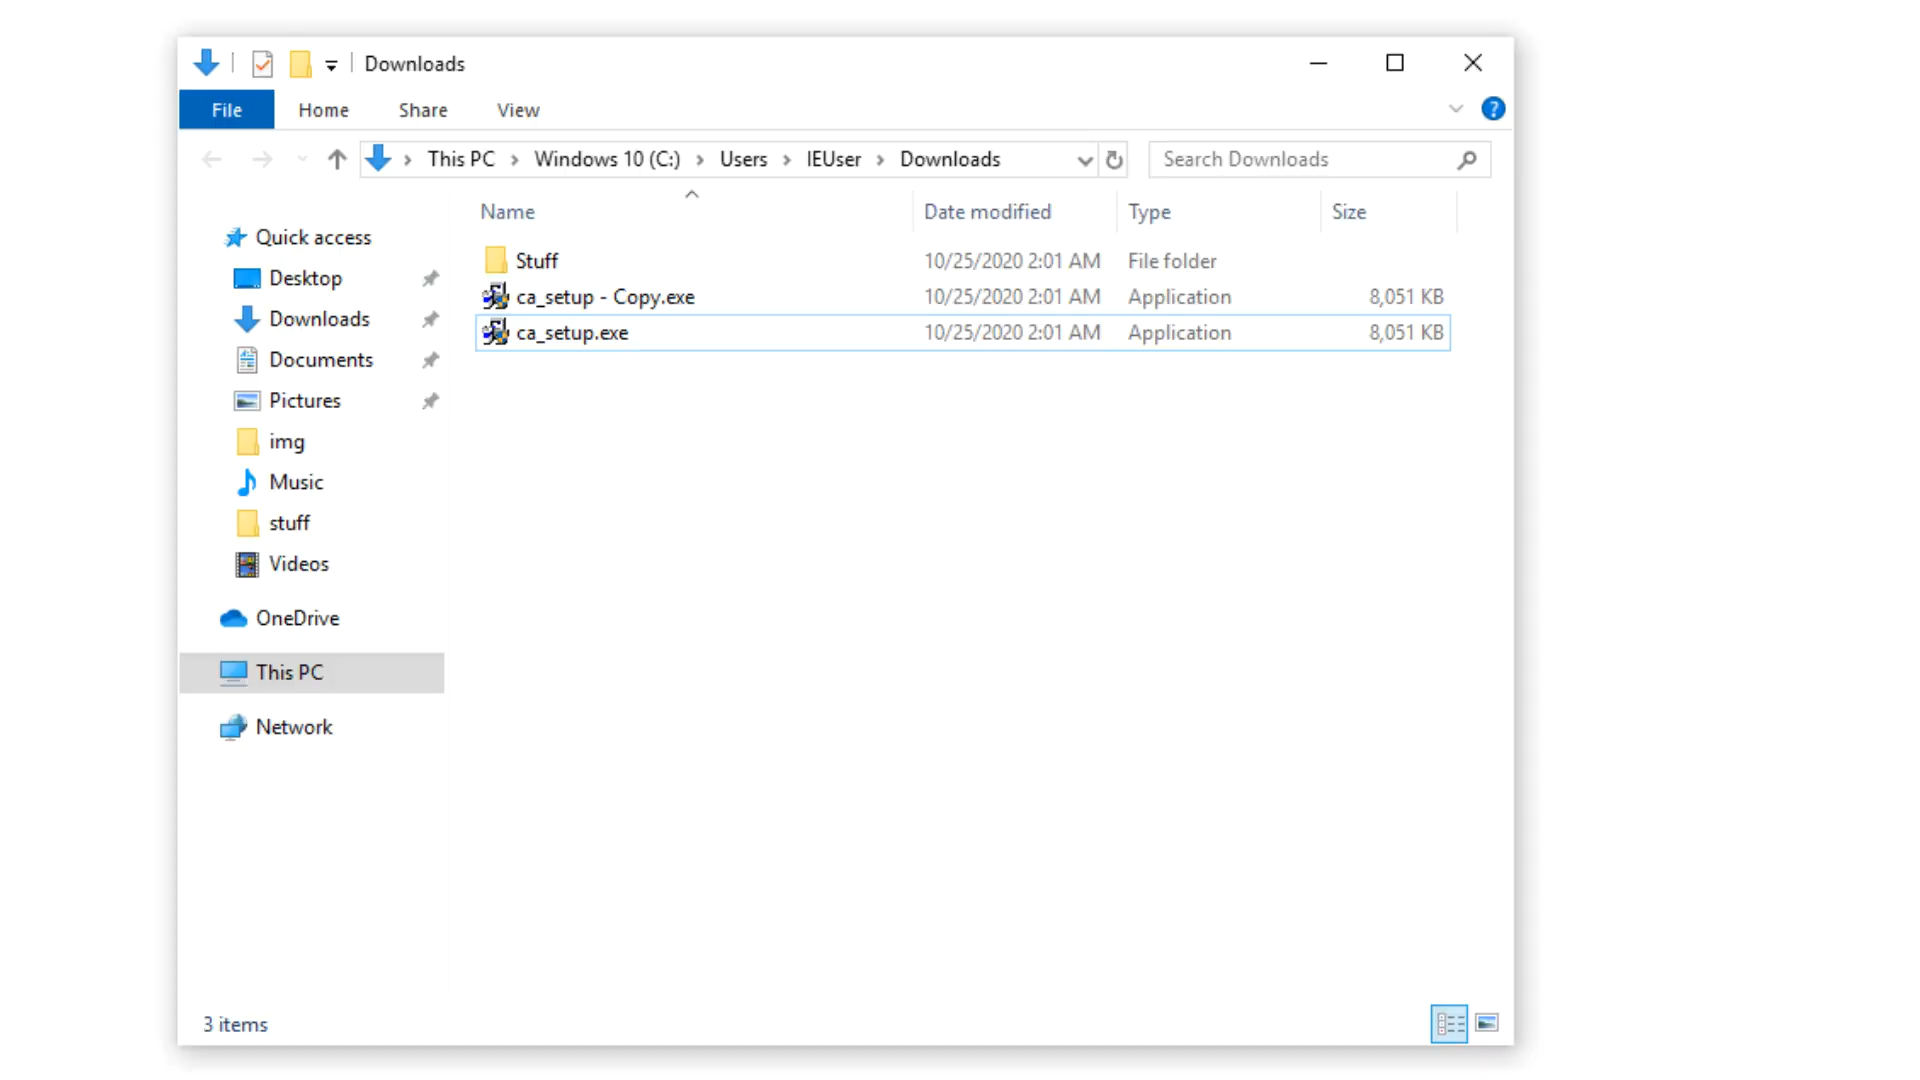 Downloads
File Home Share View
This PC Windows 10 (C:) Users IEUser Downloads Search Downloads
Name Date modified Type Size
Quick access
Desktop
Downloads
Documents
Pictures
img
Music
stuff
Videos
OneDrive
This PC
Network
Stuff 10/25/2020 2:01 AM File folder
ca_setup - Copy.exe 10/25/2020 2:01 AM Application 8,051 KB
ca_setup.exe 10/25/2020 2:01 AM Application 8,051 KB
3 items